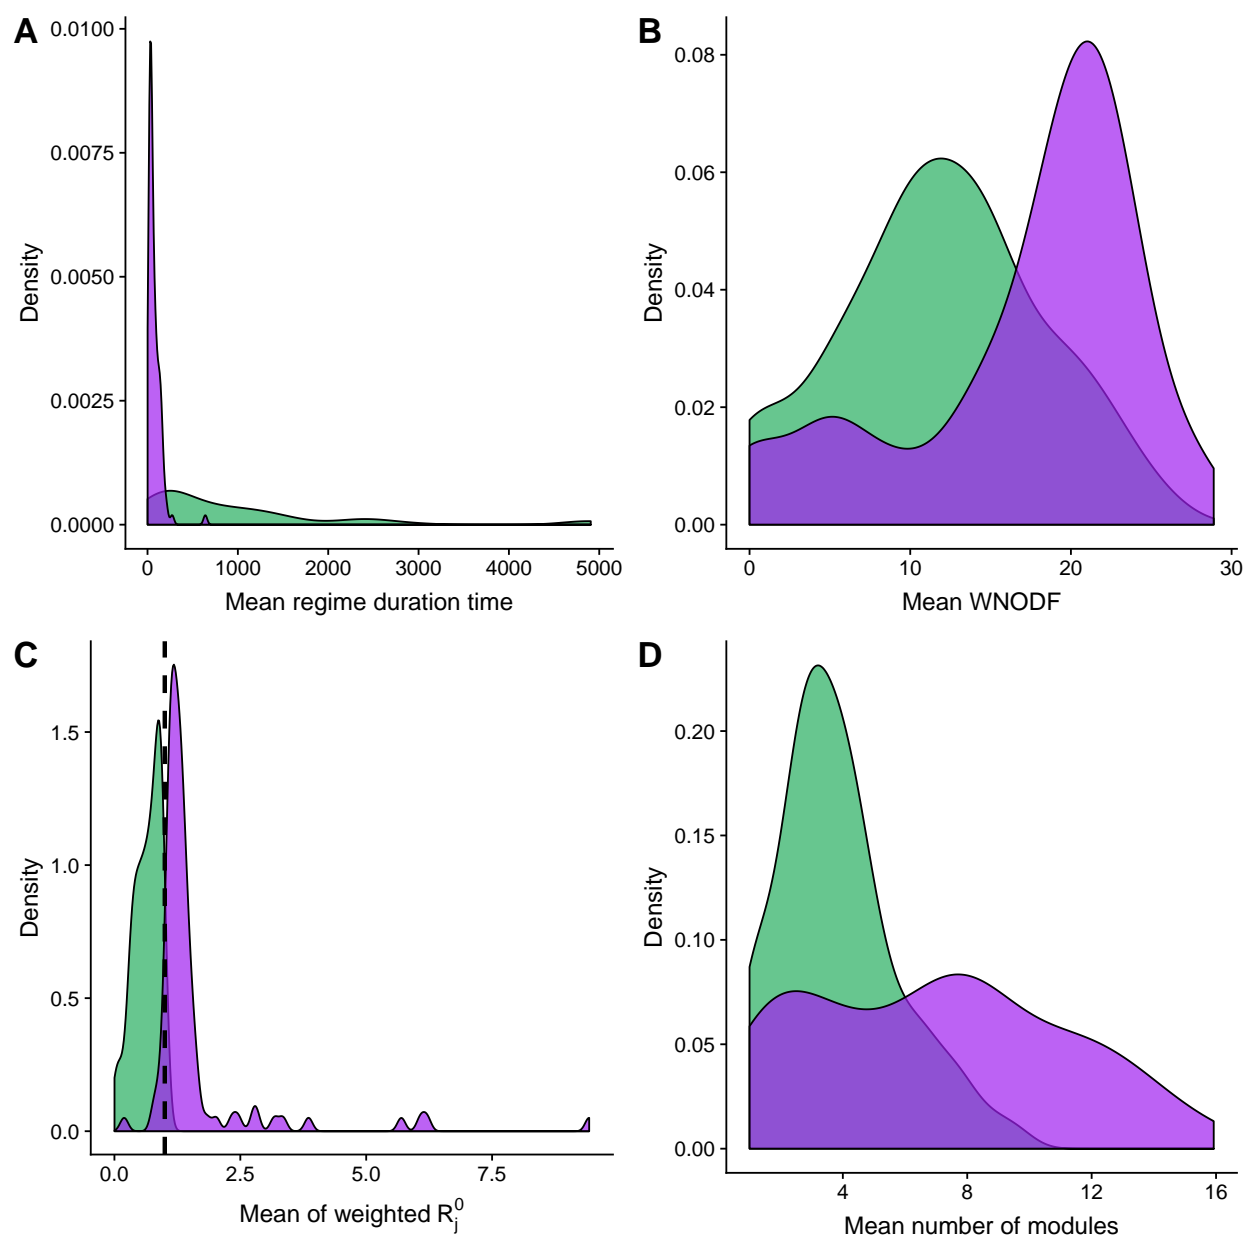 A
0.0100
0.0075
0.0050
0.0025
0.0000
Density
0 1000 2000 3000 4000 5000
Mean regime duration time
B
0.08
0.06
0.04
0.02
0.00
Density
0 10 20 30
Mean WNODF
C
1.5
1.0
0.5
0.0
Density
0.0 2.5 5.0 7.5
Mean of weighted R_j^0
D
0.20
0.15
0.10
0.05
0.00
Density
4 8 12 16
Mean number of modules